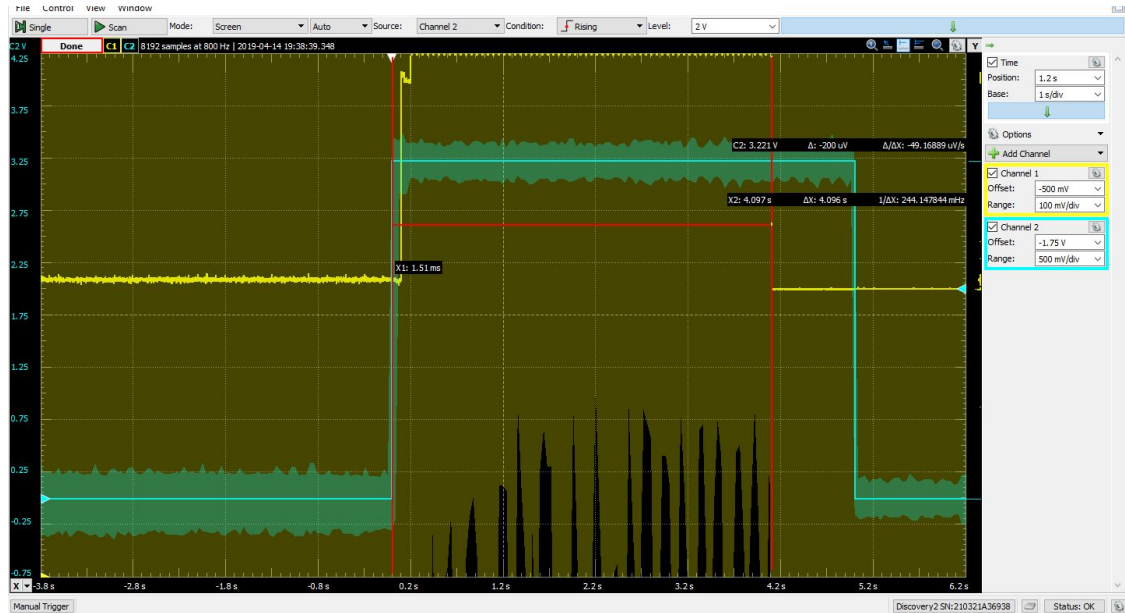 File Control View Window
Single Scan Mode: Screen Auto Source: Channel 2 Condition: Rising Level: 2 V
C2 V Done C1 C2 8192 samples at 800 Hz | 2019-04-14 19:38:39.348 Y
4.25
Time
Position: 1.2 s
Base: 1 s/div
3.75
Options
Add Channel
C2: 3.221 V Δ: -200 uV Δ/ΔX: -49.16889 uV/s
3.25
Channel 1
Offset: -500 mV
Range: 100 mV/div
X2: 4.097 s ΔX: 4.096 s 1/ΔX: 244.147844 mHz
2.75
Channel 2
Offset: -1.75 V
Range: 500 mV/div
2.25
X1: 1.51 ms
1.75
1.25
0.75
0.25
-0.25
-0.75
X -3.8 s -2.8 s -1.8 s -0.8 s 0.2 s 1.2 s 2.2 s 3.2 s 4.2 s 5.2 s 6.2 s
Manual Trigger Discovery2 SN:210321A36938 Status: OK